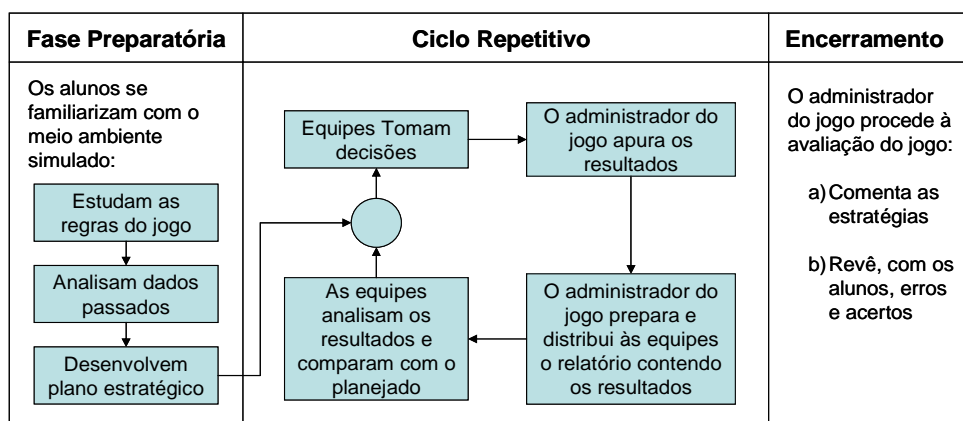 Fase Preparatória
Os alunos se
familiarizam com o
meio ambiente
simulado:
Estudam as
regras do jogo
Analisam dados
passados
Desenvolvem
plano estratégico
Ciclo Repetitivo
Equipes Tomam
decisões
O administrador do
jogo apura os
resultados
O administrador do
jogo prepara e
distribui às equipes
o relatório contendo
os resultados
As equipes
analisam os
resultados e
comparam com o
planejado
Encerramento
O administrador
do jogo procede à
avaliação do jogo:
a) Comenta as
estratégias
b) Revê, com os
alunos, erros
e acertos